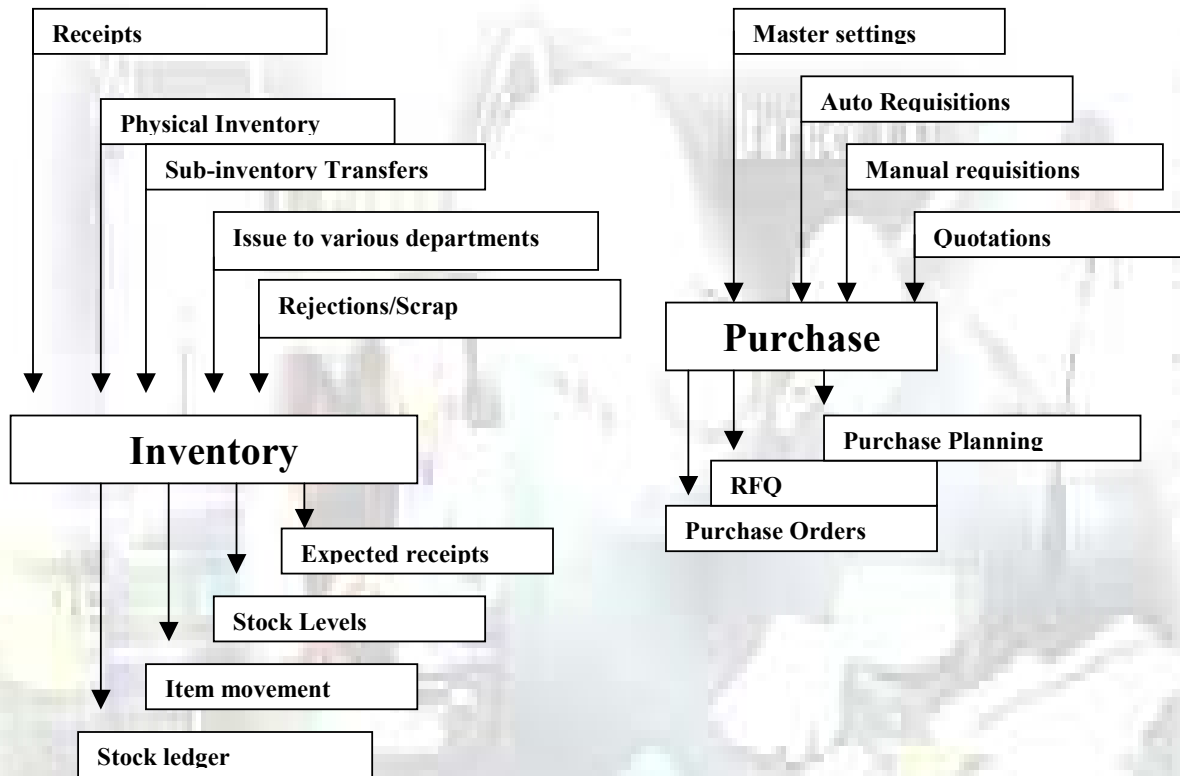 Receipts
Physical Inventory
Sub-inventory Transfers
Issue to various departments
Rejections/Scrap
Inventory
Expected receipts
Stock Levels
Item movement
Stock ledger
Master settings
Auto Requisitions
Manual requisitions
Quotations
Purchase
Purchase Planning
RFQ
Purchase Orders